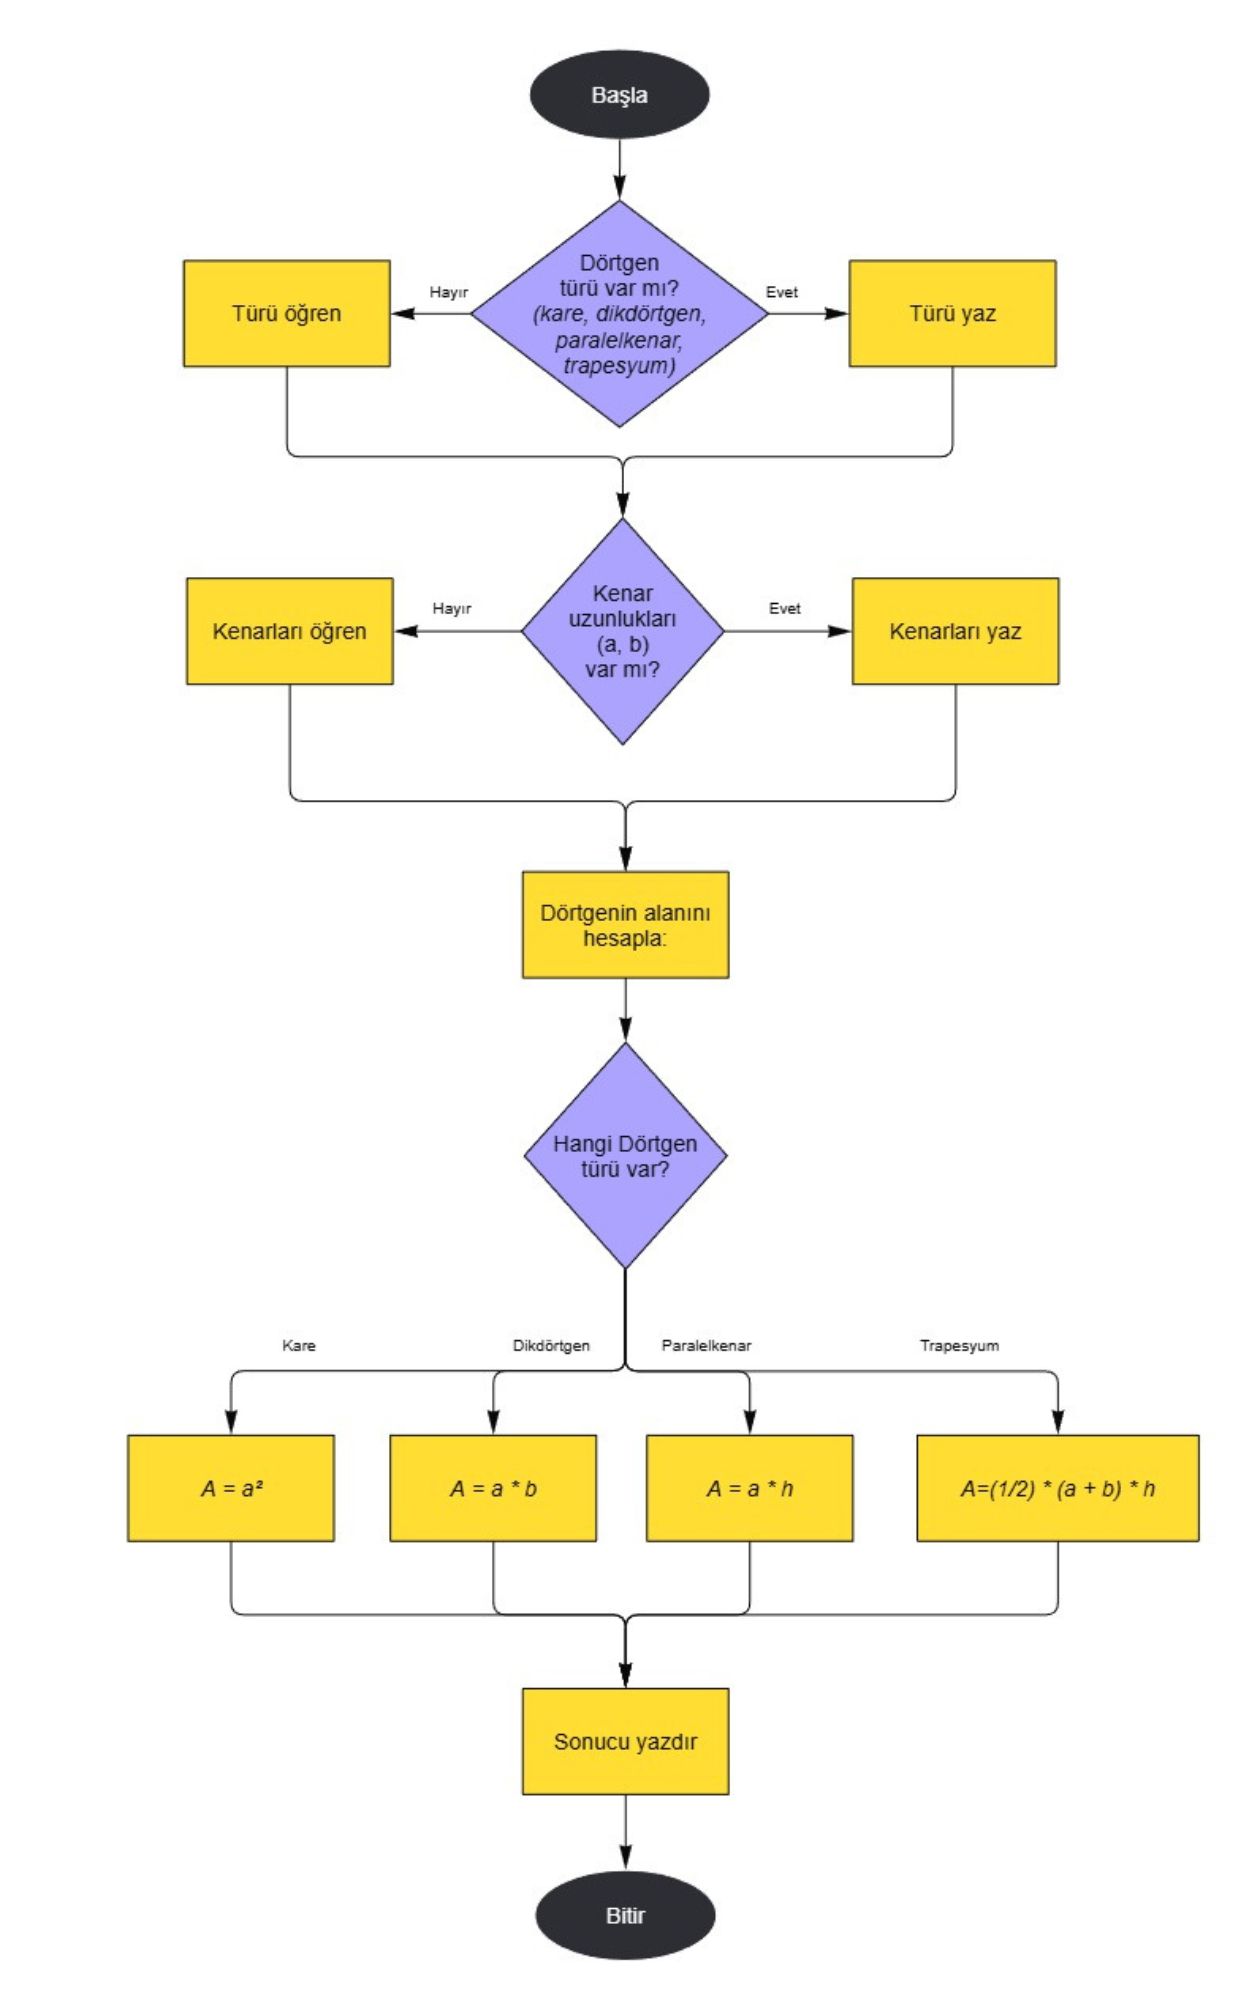 Başla
Dörtgen
türü var mı?
(kare, dikdörtgen,
paralelkenar,
trapesyum)
Hayır
Evet
Türü öğren
Türü yaz
Kenar
uzunlukları
(a, b)
var mı?
Hayır
Evet
Kenarları öğren
Kenarları yaz
Dörtgenin alanını
hesapla:
Hangi Dörtgen
türü var?
Kare
Dikdörtgen
Paralelkenar
Trapesyum
A = a²
A = a * b
A = a * h
A=(1/2) * (a + b) * h
Sonucu yazdır
Bitir